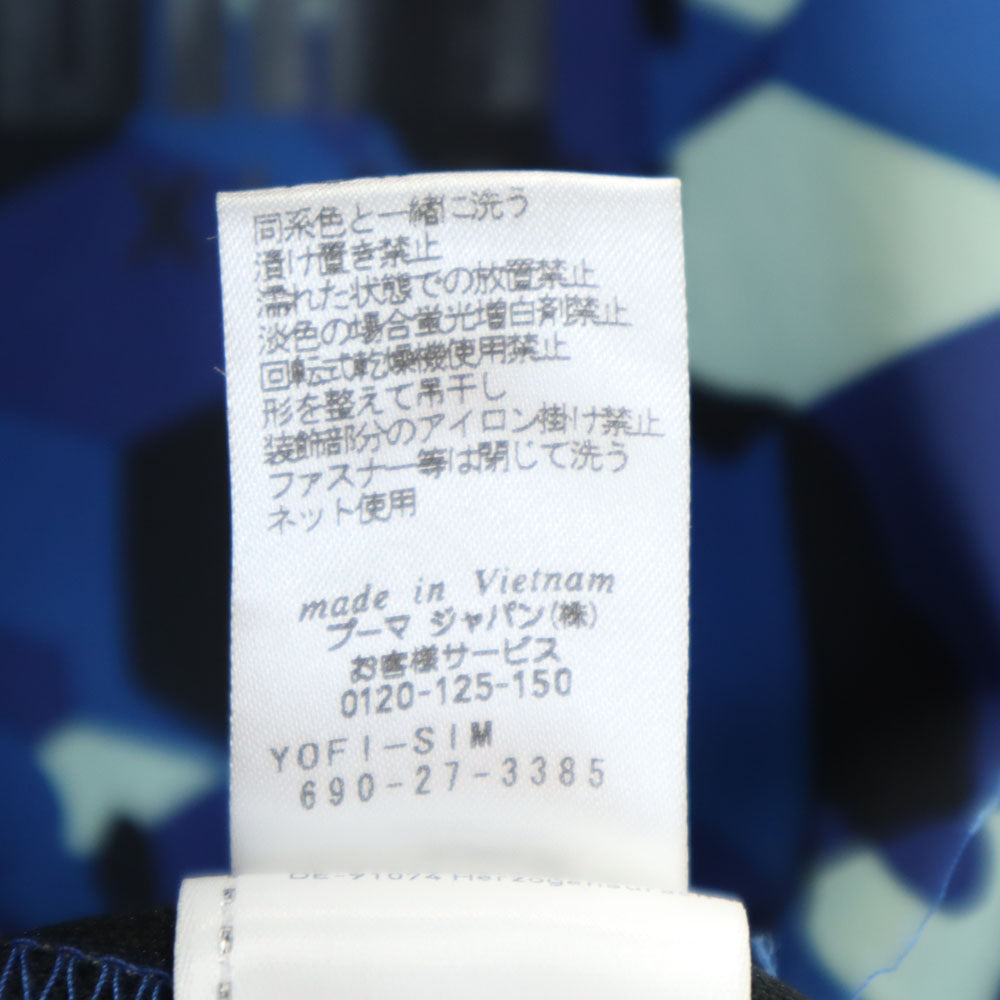 同系色と一緒に洗う
漬け置き禁止
濡れた状態での放置禁止
淡色の場合蛍光増白剤禁止
回転式乾燥機使用禁止
形を整えて吊干し
装飾部分のアイロン掛け禁止
ファスナー等は閉じて洗う
ネット使用
made in Vietnam
プーマ ジャパン(株)
お客様サービス
0120-125-150
YOFI-SIM
690-27-3385
DE-91074 Herzogenaura